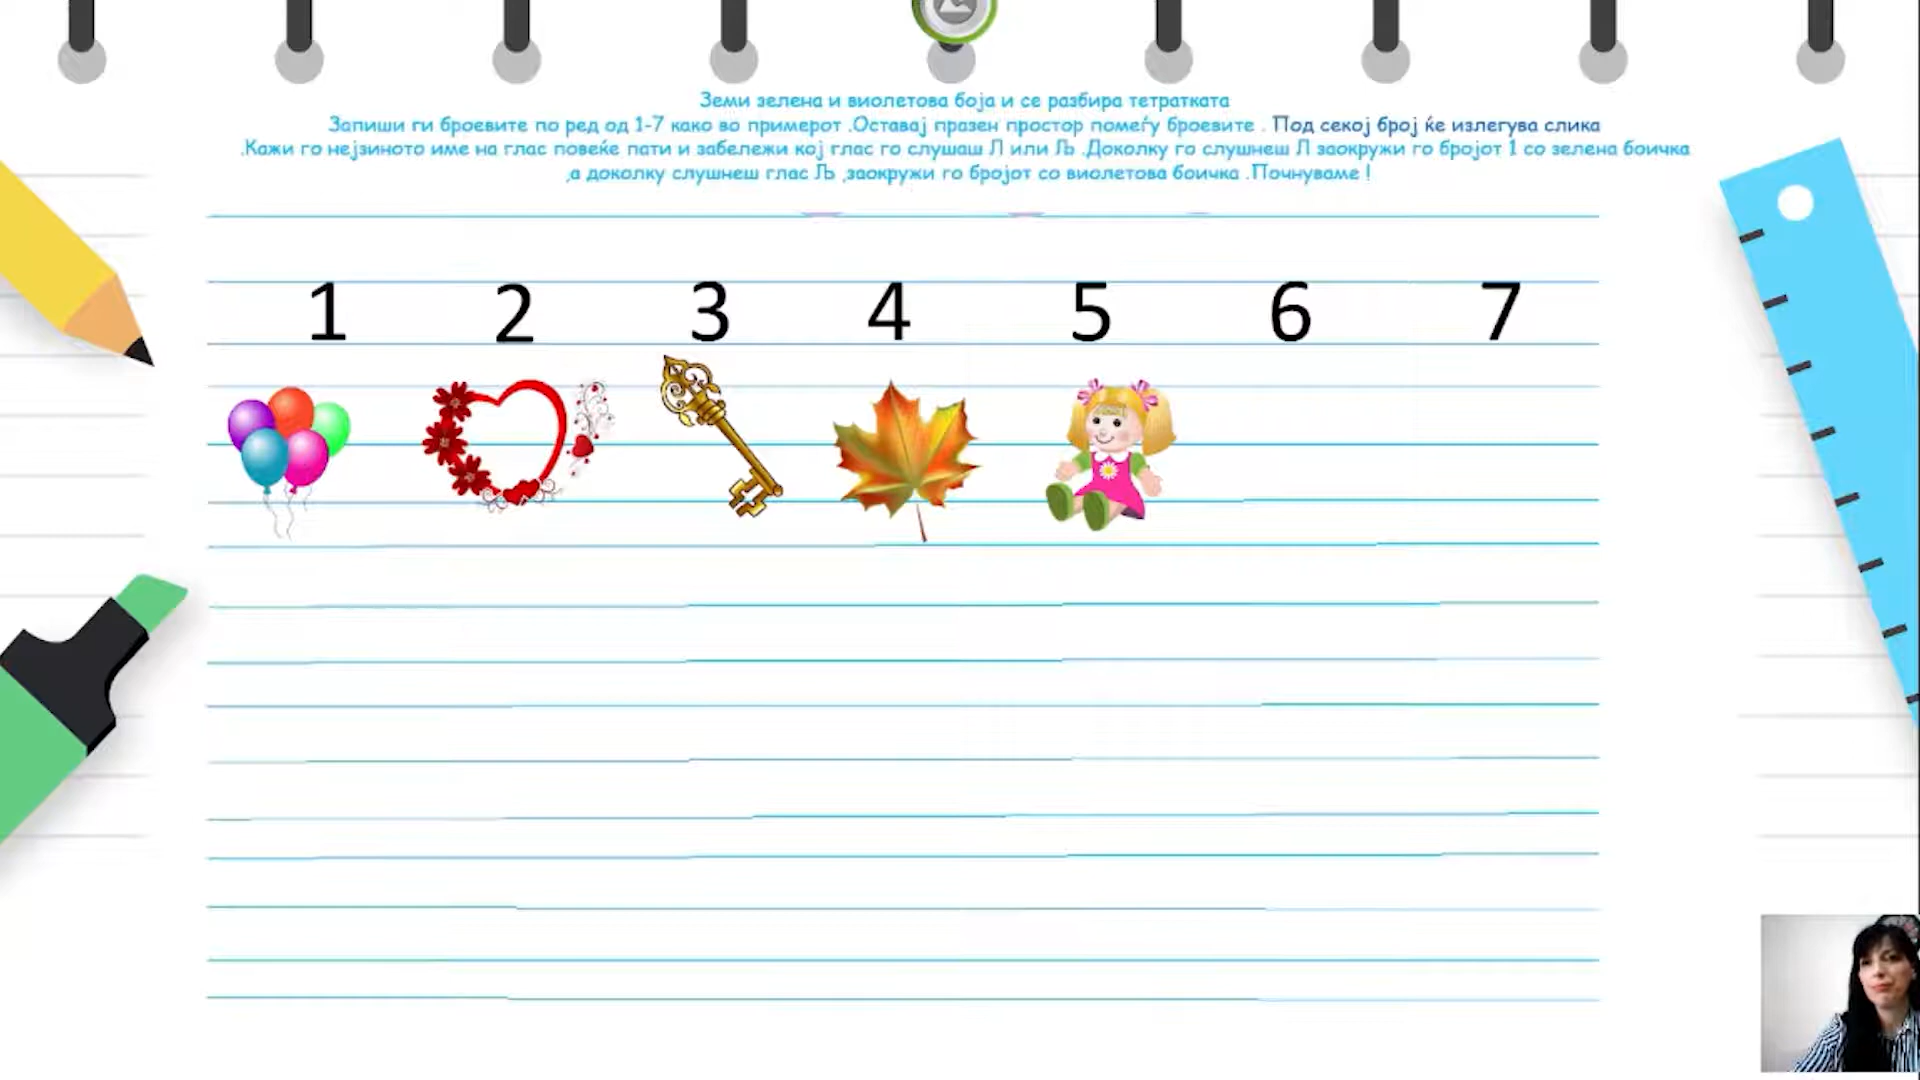 Земи зелена и виолетова боја и се разбира тетратката
Запиши ги броевите по ред од 1-7 како во примерот .Оставај празен простор помеѓу броевите . Под секој број ќе излегува слика
.Кажи го нејзиното име на глас повеќе пати и забележи кој глас го слушаш Л или Љ .Доколку го слушнеш Л заокружи го бројот 1 со зелена боичка
,а доколку слушнеш глас Љ ,заокружи го бројот со виолетова боичка .Почнуваме !
1 2 3 4 5 6 7